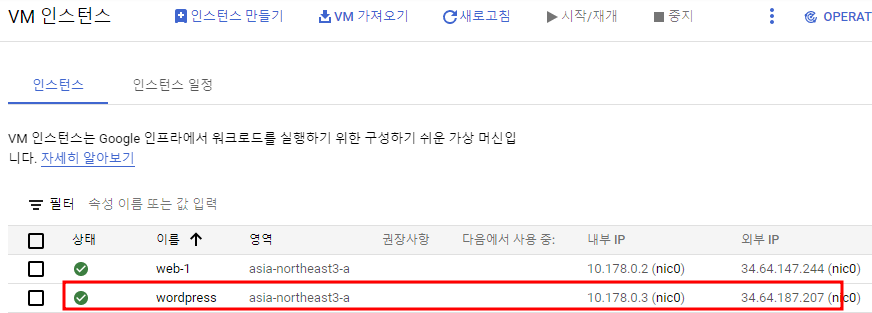 VM 인스턴스 인스턴스 만들기 VM 가져오기 새로고침 시작/재개 중지 OPERAT
인스턴스 인스턴스 일정
VM 인스턴스는 Google 인프라에서 워크로드를 실행하기 위한 구성하기 쉬운 가상 머신입
니다. 자세히 알아보기
필터 속성 이름 또는 값 입력
상태 이름 영역 권장사항 다음에서 사용 중: 내부 IP 외부 IP
web-1 asia-northeast3-a 10.178.0.2 (nic0) 34.64.147.244 (nic0)
wordpress asia-northeast3-a 10.178.0.3 (nic0) 34.64.187.207 (nic0)